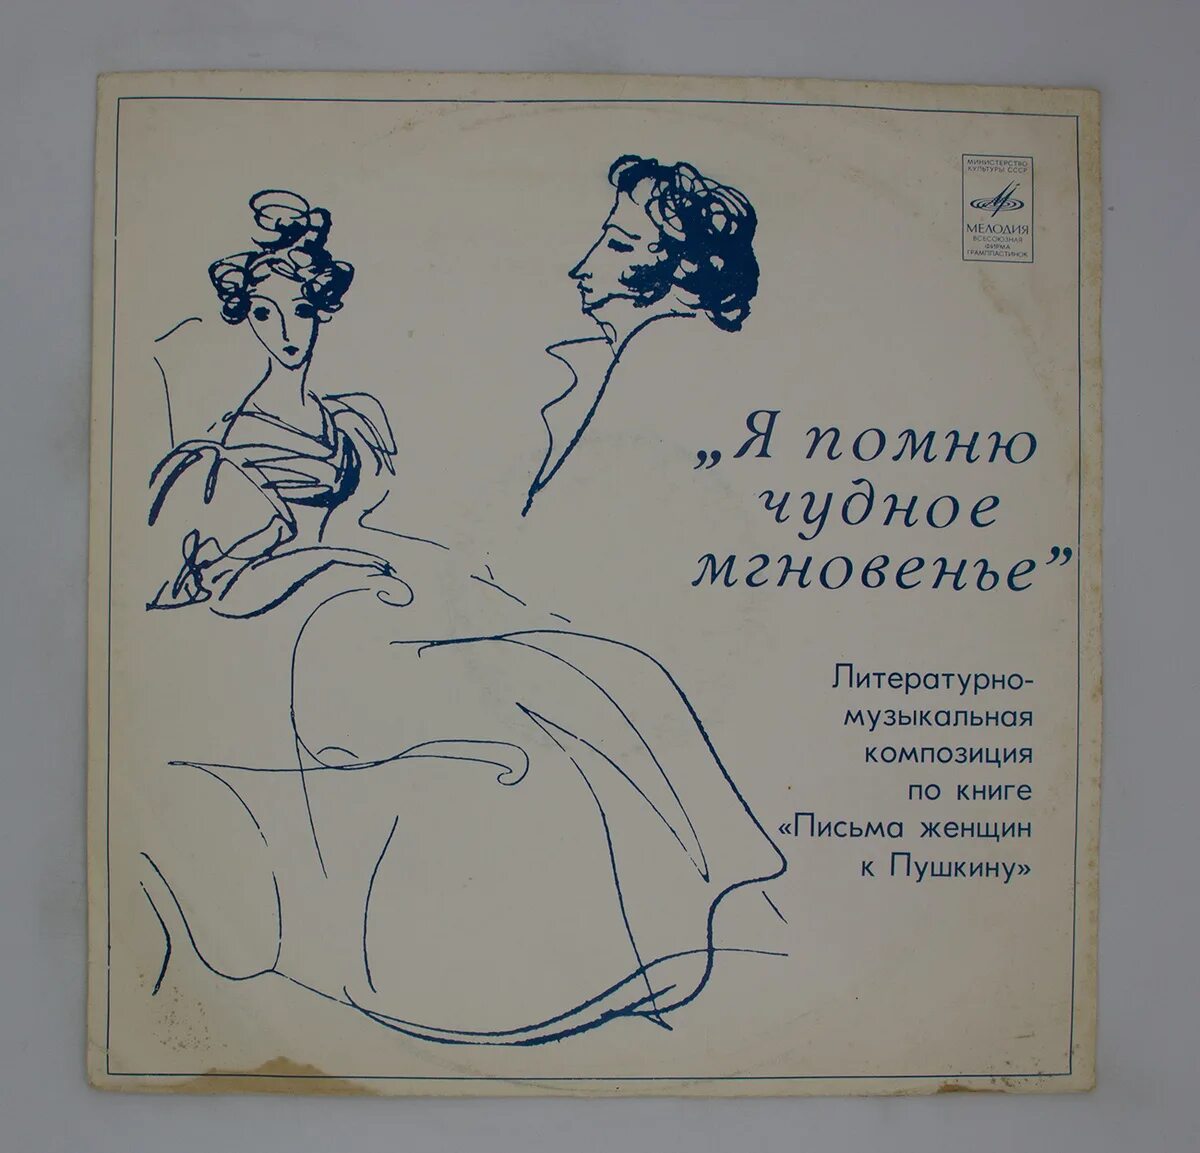 МИНИСТЕРСТВО
КУЛЬТУРЫ СССР
МЕЛОДИЯ
ВСЕСОЮЗНАЯ
ФИРМА
ГРАМПЛАСТИНОК
„Я помню
чудное
мгновенье”
Литературно-
музыкальная
композиция
по книге
«Письма женщин
к Пушкину»